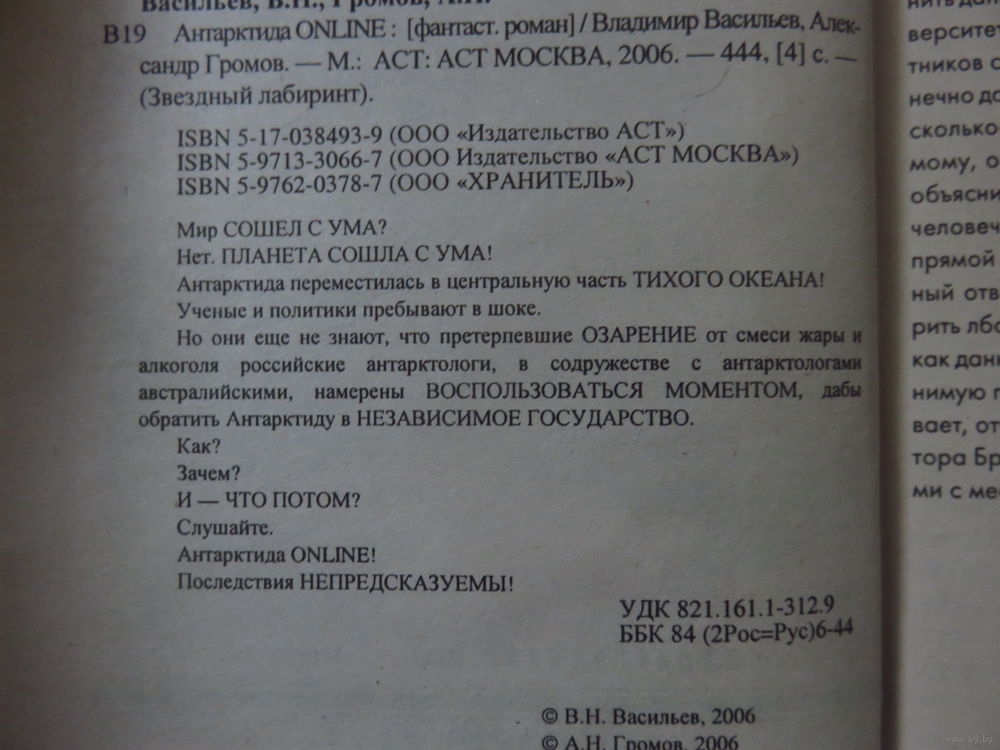 Васильев, В.Н., Громов, А.Н.
В19 Антарктида ONLINE : [фантаст. роман] / Владимир Васильев, Алек-
сандр Громов. — М.: АСТ: АСТ МОСКВА, 2006. — 444, [4] с. —
(Звездный лабиринт).
ISBN 5-17-038493-9 (ООО «Издательство АСТ»)
ISBN 5-9713-3066-7 (ООО Издательство «АСТ МОСКВА»)
ISBN 5-9762-0378-7 (ООО «ХРАНИТЕЛЬ»)
Мир СОШЕЛ С УМА?
Нет. ПЛАНЕТА СОШЛА С УМА!
Антарктида переместилась в центральную часть ТИХОГО ОКЕАНА!
Ученые и политики пребывают в шоке.
Но они еще не знают, что претерпевшие ОЗАРЕНИЕ от смеси жары и
алкоголя российские антарктологи, в содружестве с антарктологами
австралийскими, намерены ВОСПОЛЬЗОВАТЬСЯ МОМЕНТОМ, дабы
обратить Антарктиду в НЕЗАВИСИМОЕ ГОСУДАРСТВО.
Как?
Зачем?
И — ЧТО ПОТОМ?
Слушайте.
Антарктида ONLINE!
Последствия НЕПРЕДСКАЗУЕМЫ!
УДК 821.161.1-312.9
ББК 84 (2Рос=Рус)6-44
© В.Н. Васильев, 2006
© А.Н. Громов, 2006
верситет
тников с
нечно до
сколько
мому, о
объясни
человеч
прямой
ный отв
рить лбо
как дан
нимую п
вает, от
тора Бр
ми с мес
www.ay.by